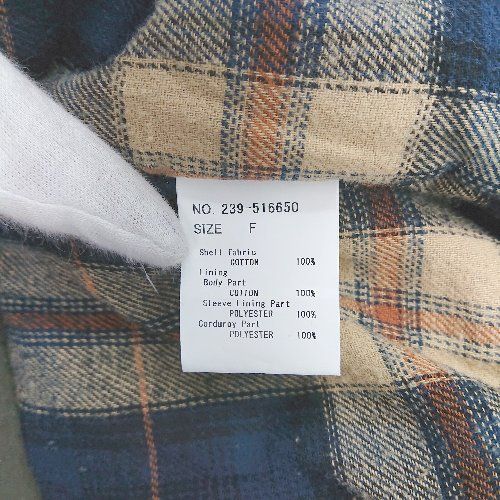 NO. 239-516650
SIZE F
Shell Fabric
COTTON 100%
Lining
Body Part
COTTON 100%
Sleeve Lining Part
POLYESTER 100%
Corduroy Part
POLYESTER 100%